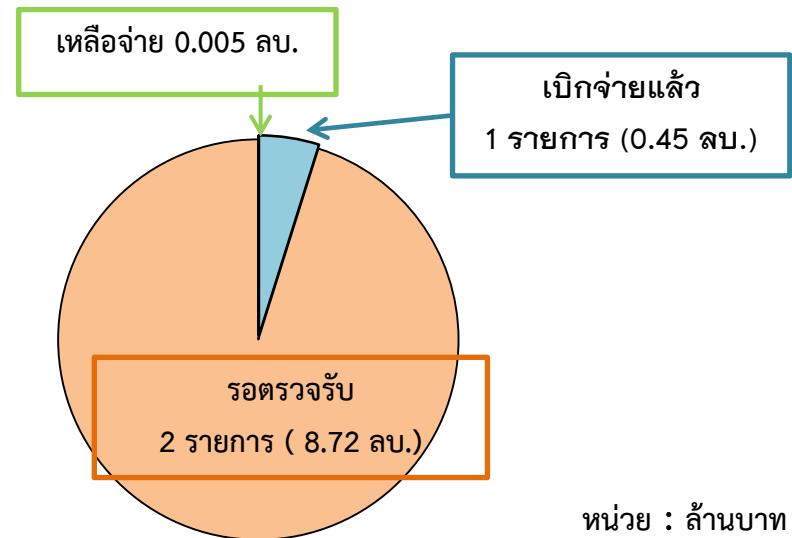 เหลือจ่าย 0.005 ลบ.
เบิกจ่ายแล้ว
1 รายการ (0.45 ลบ.)
รอตรวจรับ
2 รายการ ( 8.72 ลบ.)
หน่วย : ล้านบาท